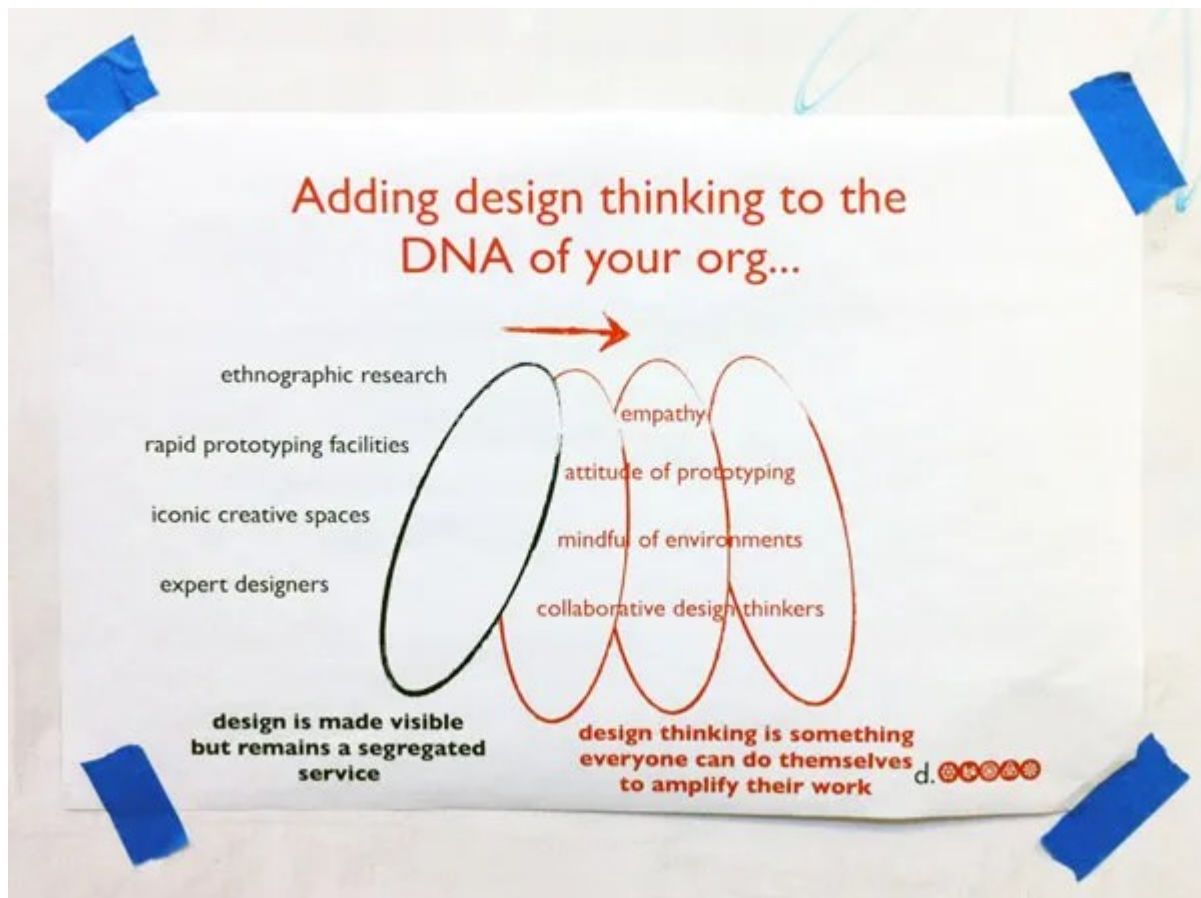 Adding design thinking to the
DNA of your org...
ethnographic research
rapid prototyping facilities
iconic creative spaces
expert designers
empathy
attitude of prototyping
mindful of environments
collaborative design thinkers
design is made visible
but remains a segregated
service
design thinking is something
everyone can do themselves
to amplify their work
d.